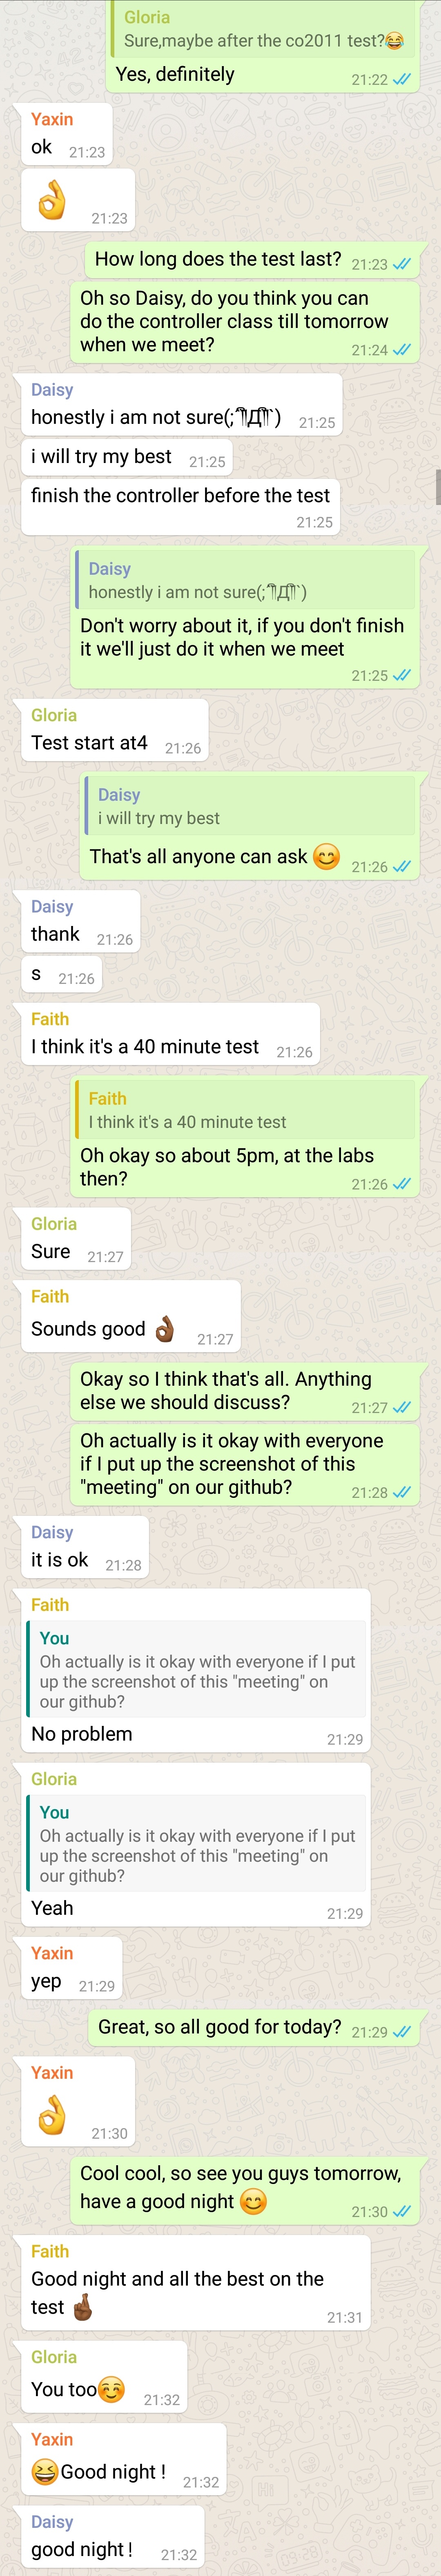 Gloria
Sure,maybe after the co2011 test?😂
Yes, definitely
21:22
Yaxin
ok 21:23
👌 21:23
How long does the test last? 21:23
Oh so Daisy, do you think you can
do the controller class till tomorrow
when we meet? 21:24
Daisy
honestly i am not sure(;´༎ຶД༎ຶ`) 21:25
i will try my best 21:25
finish the controller before the test
21:25
Daisy
honestly i am not sure(;´༎ຶД༎ຶ`)
Don't worry about it, if you don't finish
it we'll just do it when we meet
21:25
Gloria
Test start at4 21:26
Daisy
i will try my best
That's all anyone can ask 😊 21:26
Daisy
thank 21:26
s 21:26
Faith
I think it's a 40 minute test 21:26
Faith
I think it's a 40 minute test
Oh okay so about 5pm, at the labs
then? 21:26
Gloria
Sure 21:27
Faith
Sounds good 👌🏾 21:27
Okay so I think that's all. Anything
else we should discuss? 21:27
Oh actually is it okay with everyone
if I put up the screenshot of this
"meeting" on our github? 21:28
Daisy
it is ok 21:28
Faith
You
Oh actually is it okay with everyone if I put
up the screenshot of this "meeting" on
our github?
No problem 21:29
Gloria
You
Oh actually is it okay with everyone if I put
up the screenshot of this "meeting" on
our github?
Yeah 21:29
Yaxin
yep 21:29
Great, so all good for today? 21:29
Yaxin
👌 21:30
Cool cool, so see you guys tomorrow,
have a good night 😊 21:30
Faith
Good night and all the best on the
test 🤞🏾 21:31
Gloria
You too☺️ 21:32
Yaxin
😆Good night ! 21:32
Daisy
good night ! 21:32